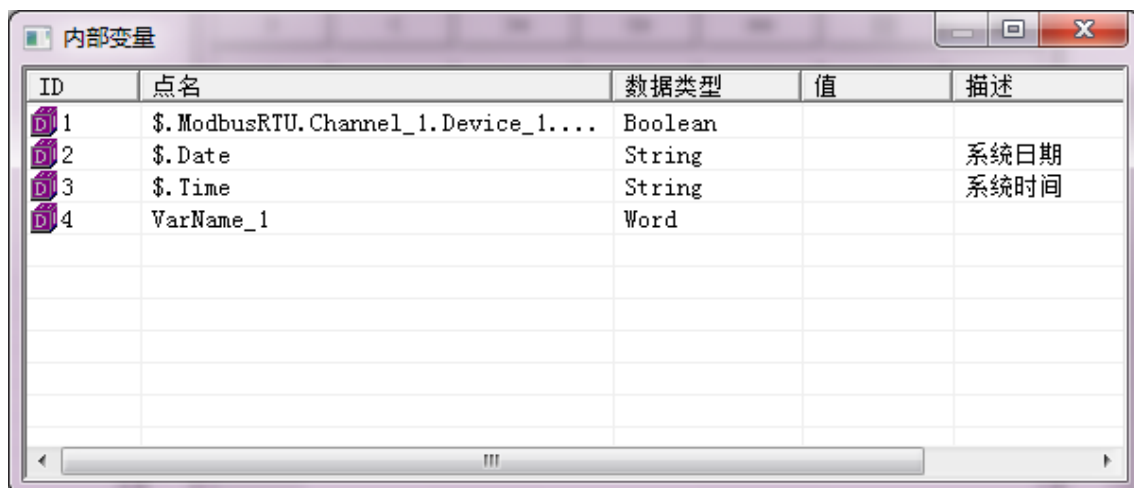 内部变量
ID 点名 数据类型 值 描述
1 $.ModbusRTU.Channel_1.Device_1.... Boolean
2 $.Date String 系统日期
3 $.Time String 系统时间
4 VarName_1 Word